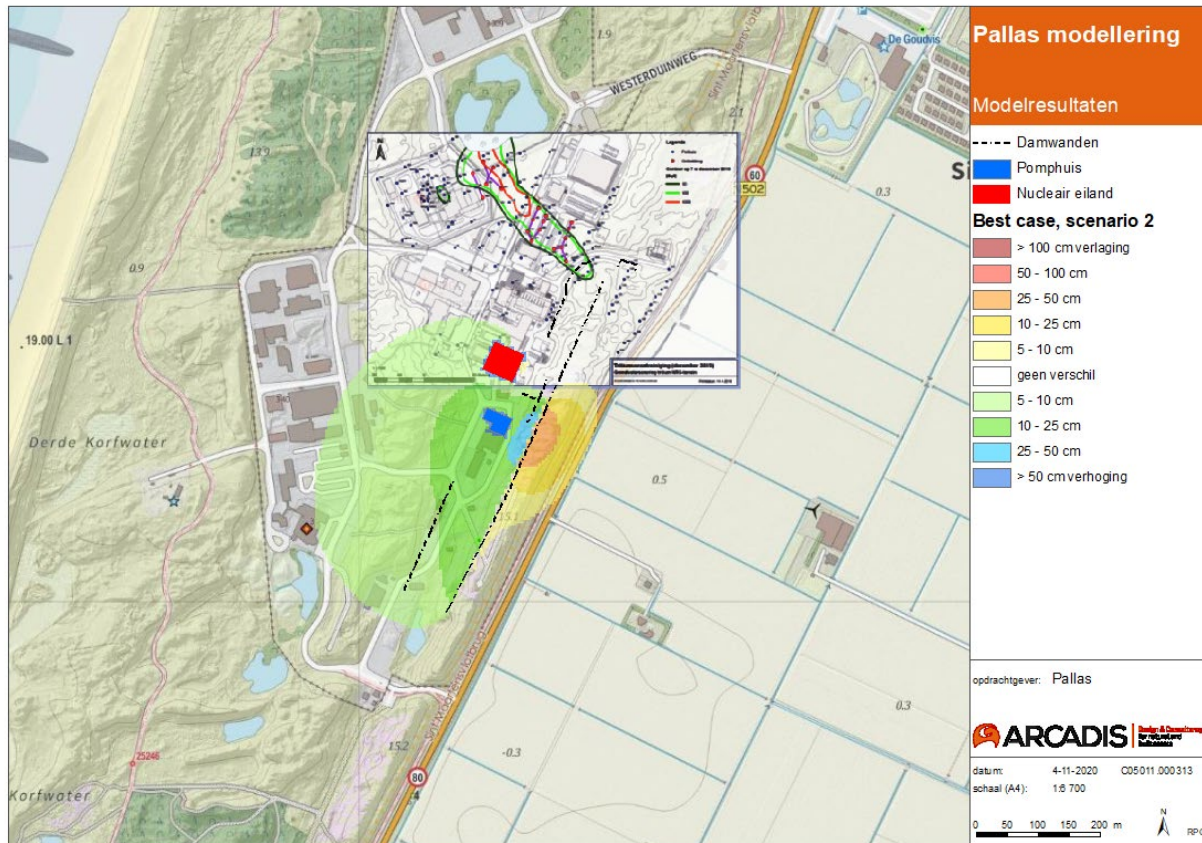 Pallas modellering
Modelresultaten
Damwanden
Pomphuis
Nucleair eiland
Best case, scenario 2
> 100 cm verlaging
50 - 100 cm
25 - 50 cm
10 - 25 cm
5 - 10 cm
geen verschil
5 - 10 cm
10 - 25 cm
25 - 50 cm
> 50 cm verhoging
opdrachtgever: Pallas
ARCADIS
datum: 4-11-2020 C05011.000313
schaal (A4): 1:6 700
0 50 100 150 200 m
N
De Goudvis
WESTERDUINWEG
1.9
2.1
13.9
60
502
0.3
0.9
19.00 L 1
Derde Korfwater
0.5
15.1
0.3
-0.3
15.2
25246
80
Korfwater
Legenda
Peilbuis